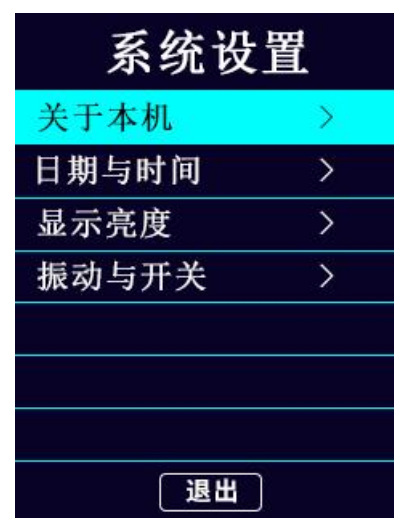 系统设置
关于本机 >
日期与时间 >
显示亮度 >
振动与开关 >
退出